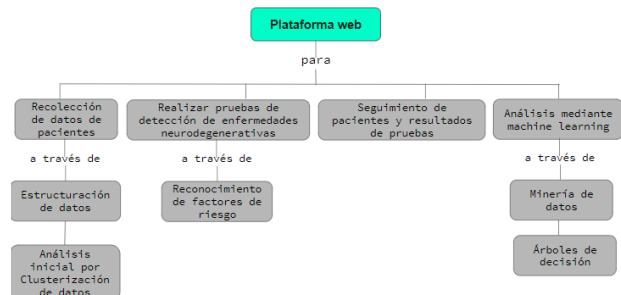 Plataforma web
para
Recolección
de datos de
pacientes
Realizar pruebas de
detección de enfermedades
neurodegenerativas
Seguimiento de
pacientes y resultados
de pruebas
Análisis mediante
machine learning
a través de
a través de
a través de
Estructuración
de datos
Reconocimiento
de factores de
riesgo
Minería de
datos
Análisis
inicial por
Clusterización
de datos
Árboles de
decisión